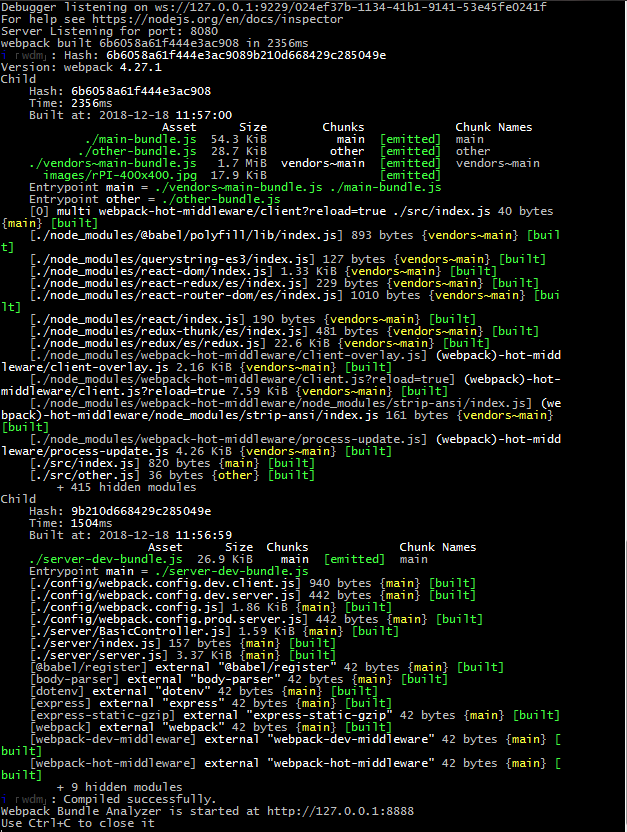 Debugger listening on ws://127.0.0.1:9229/024ef37b-1134-41b1-9141-53e45fe0241f
For help see https://nodejs.org/en/docs/inspector
Server Listening for port: 8080
webpack built 6b6058a61f444e3ac908 in 2356ms
i ｢wdm｣: Hash: 6b6058a61f444e3ac9089b210d668429c285049e
Version: webpack 4.27.1
Child
    Hash: 6b6058a61f444e3ac908
    Time: 2356ms
    Built at: 2018-12-18 11:57:00
                      Asset      Size        Chunks             Chunk Names
           ./main-bundle.js  54.3 KiB          main  [emitted]  main
          ./other-bundle.js  28.7 KiB         other  [emitted]  other
    ./vendors~main-bundle.js   1.7 MiB  vendors~main  [emitted]  vendors~main
      images/rPI-400x400.jpg  17.9 KiB                [emitted]
    Entrypoint main = ./vendors~main-bundle.js ./main-bundle.js
    Entrypoint other = ./other-bundle.js
    [0] multi webpack-hot-middleware/client?reload=true ./src/index.js 40 bytes
{main} [built]
    [./node_modules/@babel/polyfill/lib/index.js] 893 bytes {vendors~main} [buil
t]
    [./node_modules/querystring-es3/index.js] 127 bytes {vendors~main} [built]
    [./node_modules/react-dom/index.js] 1.33 KiB {vendors~main} [built]
    [./node_modules/react-redux/es/index.js] 229 bytes {vendors~main} [built]
    [./node_modules/react-router-dom/es/index.js] 1010 bytes {vendors~main} [bui
lt]
    [./node_modules/react/index.js] 190 bytes {vendors~main} [built]
    [./node_modules/redux-thunk/es/index.js] 481 bytes {vendors~main} [built]
    [./node_modules/redux/es/redux.js] 22.6 KiB {vendors~main} [built]
    [./node_modules/webpack-hot-middleware/client-overlay.js] (webpack)-hot-midd
leware/client-overlay.js 2.16 KiB {vendors~main} [built]
    [./node_modules/webpack-hot-middleware/client.js?reload=true] (webpack)-hot-
middleware/client.js?reload=true 7.59 KiB {vendors~main} [built]
    [./node_modules/webpack-hot-middleware/node_modules/strip-ansi/index.js] (we
bpack)-hot-middleware/node_modules/strip-ansi/index.js 161 bytes {vendors~main}
[built]
    [./node_modules/webpack-hot-middleware/process-update.js] (webpack)-hot-midd
leware/process-update.js 4.26 KiB {vendors~main} [built]
    [./src/index.js] 820 bytes {main} [built]
    [./src/other.js] 36 bytes {other} [built]
        + 415 hidden modules
Child
    Hash: 9b210d668429c285049e
    Time: 1504ms
    Built at: 2018-12-18 11:56:59
                     Asset      Size  Chunks             Chunk Names
    ./server-dev-bundle.js  26.9 KiB    main  [emitted]  main
    Entrypoint main = ./server-dev-bundle.js
    [./config/webpack.config.dev.client.js] 940 bytes {main} [built]
    [./config/webpack.config.dev.server.js] 442 bytes {main} [built]
    [./config/webpack.config.js] 1.86 KiB {main} [built]
    [./config/webpack.config.prod.server.js] 442 bytes {main} [built]
    [./server/BasicController.js] 1.59 KiB {main} [built]
    [./server/index.js] 157 bytes {main} [built]
    [./server/server.js] 3.37 KiB {main} [built]
    [@babel/register] external "@babel/register" 42 bytes {main} [built]
    [body-parser] external "body-parser" 42 bytes {main} [built]
    [dotenv] external "dotenv" 42 bytes {main} [built]
    [express] external "express" 42 bytes {main} [built]
    [express-static-gzip] external "express-static-gzip" 42 bytes {main} [built]
    [webpack] external "webpack" 42 bytes {main} [built]
    [webpack-dev-middleware] external "webpack-dev-middleware" 42 bytes {main} [
built]
    [webpack-hot-middleware] external "webpack-hot-middleware" 42 bytes {main} [
built]
        + 9 hidden modules
i ｢wdm｣: Compiled successfully.
Webpack Bundle Analyzer is started at http://127.0.0.1:8888
Use Ctrl+C to close it